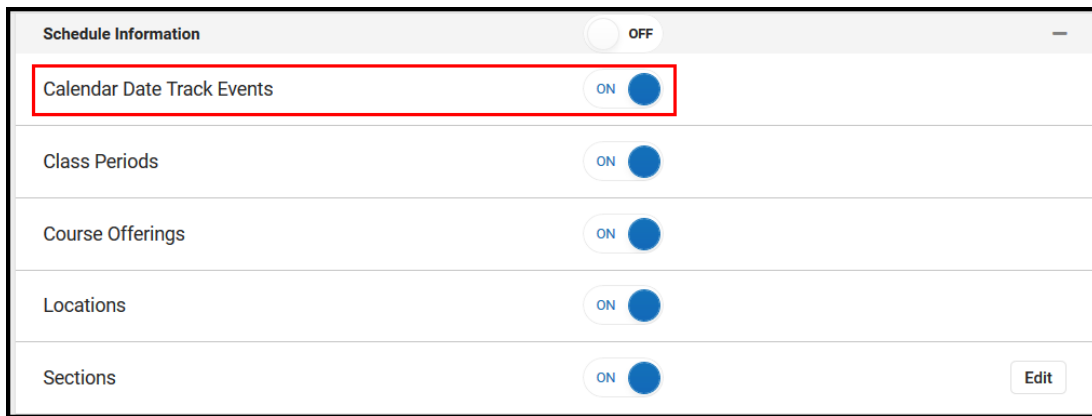 Schedule Information OFF
Calendar Date Track Events ON
Class Periods ON
Course Offerings ON
Locations ON
Sections ON Edit